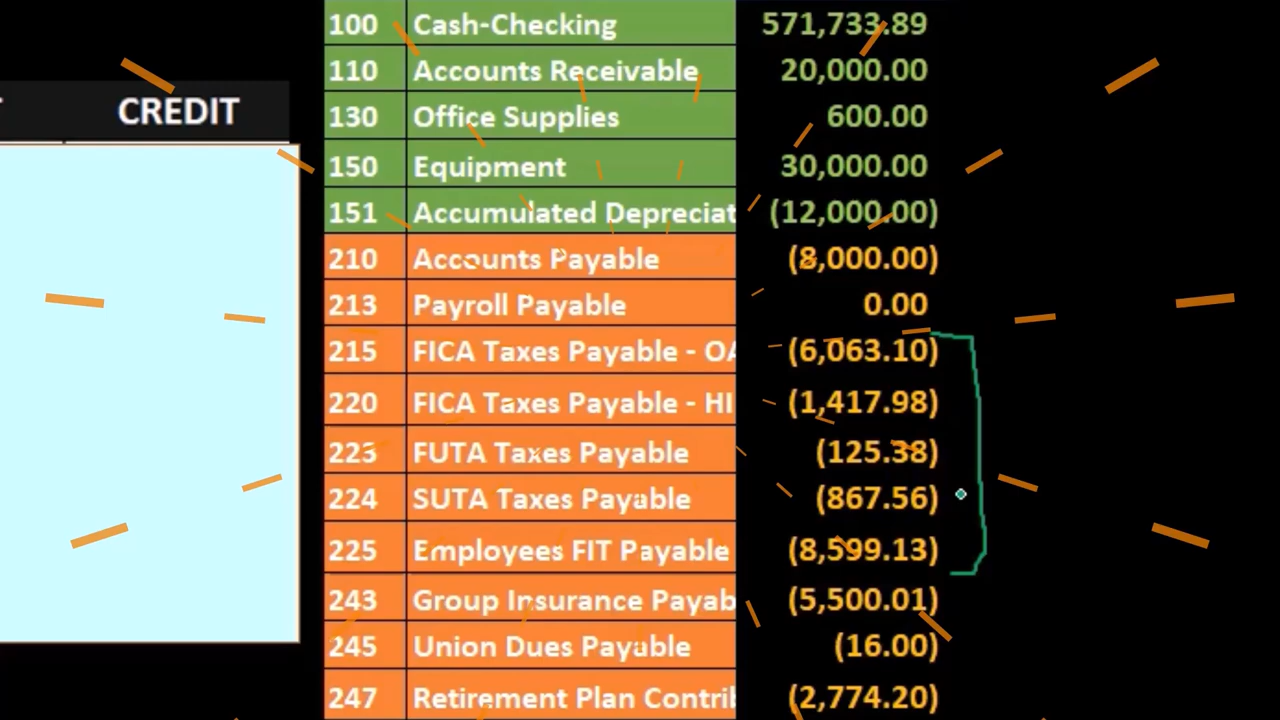 CREDIT
100 Cash-Checking 571,733.89
110 Accounts Receivable 20,000.00
130 Office Supplies 600.00
150 Equipment 30,000.00
151 Accumulated Depreciat (12,000.00)
210 Accounts Payable (8,000.00)
213 Payroll Payable 0.00
215 FICA Taxes Payable - OA (6,063.10)
220 FICA Taxes Payable - HI (1,417.98)
223 FUTA Taxes Payable (125.38)
224 SUTA Taxes Payable (867.56)
225 Employees FIT Payable (8,599.13)
243 Group Insurance Payab (5,500.01)
245 Union Dues Payable (16.00)
247 Retirement Plan Contrib (2,774.20)